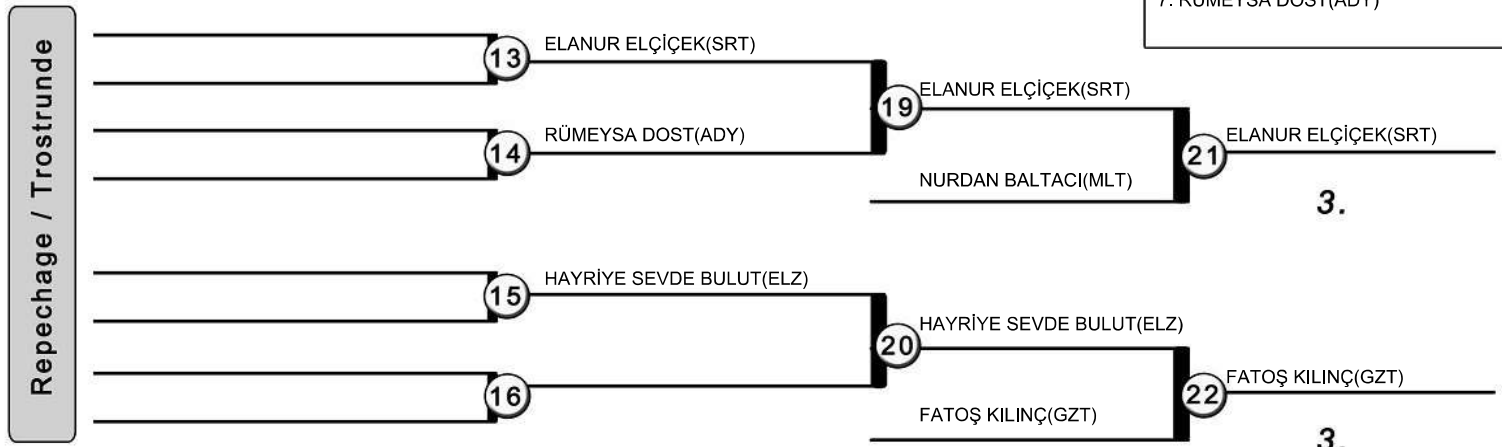 7. RÜMEYSA DOST(ADY)
Repechage / Trostrunde
13 ELANUR ELÇİÇEK(SRT)
19 ELANUR ELÇİÇEK(SRT)
14 RÜMEYSA DOST(ADY)
21 ELANUR ELÇİÇEK(SRT)
NURDAN BALTACI(MLT)
3.
15 HAYRİYE SEVDE BULUT(ELZ)
20 HAYRİYE SEVDE BULUT(ELZ)
16
22 FATOŞ KILINÇ(GZT)
FATOŞ KILINÇ(GZT)
3.